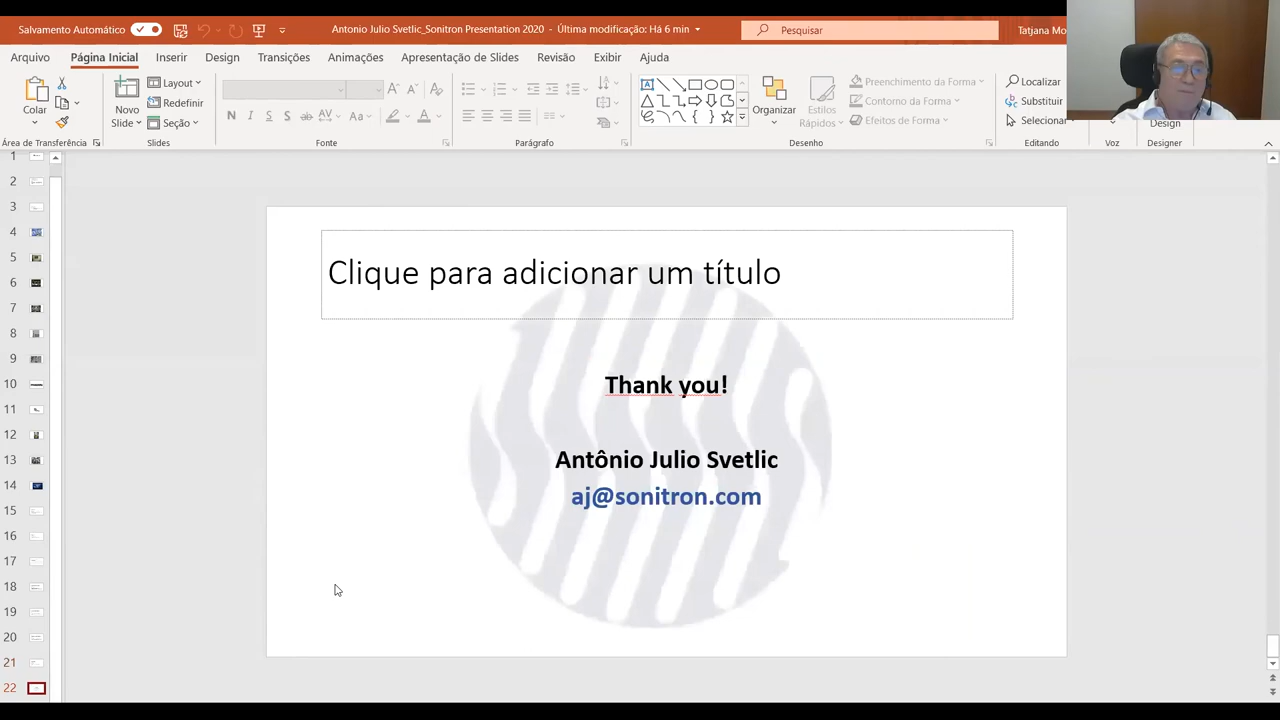 Salvamento Automático
Antonio Julio Svetlic_Sonitron Presentation 2020 - Última modificação: Há 6 min
Pesquisar
Tatjana Mo
Arquivo Página Inicial Inserir Design Transições Animações Apresentação de Slides Revisão Exibir Ajuda
Colar
Novo
Slide
Layout
Redefinir
Seção
N S S ab AV Aa A
Organizar
Estilos
Rápidos
Preenchimento da Forma
Contorno da Forma
Efeitos de Forma
Localizar
Substituir
Selecionar
Design
Área de Transferência Slides Fonte Parágrafo Desenho Editando Voz Designer
1
2
3
4
5
6
7
8
9
10
11
12
13
14
15
16
17
18
19
20
21
22
Clique para adicionar um título
Thank you!
Antônio Julio Svetlic
aj@sonitron.com